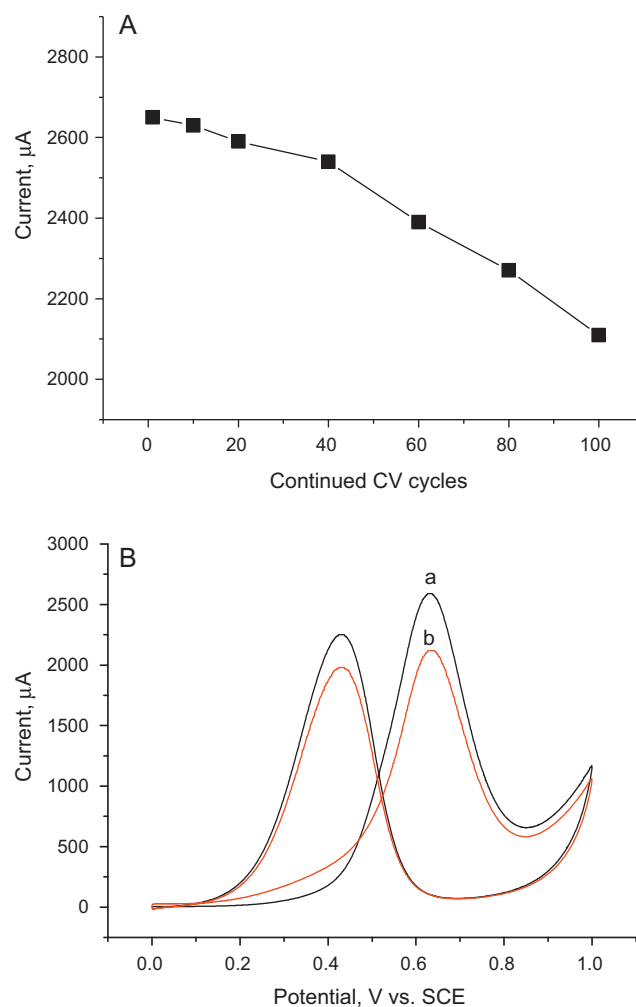 A
2800
2600
2400
2200
2000
Current, μA
0 20 40 60 80 100
Continued CV cycles
B
3000
2500
2000
1500
1000
500
0
Current, μA
a
b
0.0 0.2 0.4 0.6 0.8 1.0
Potential, V vs. SCE